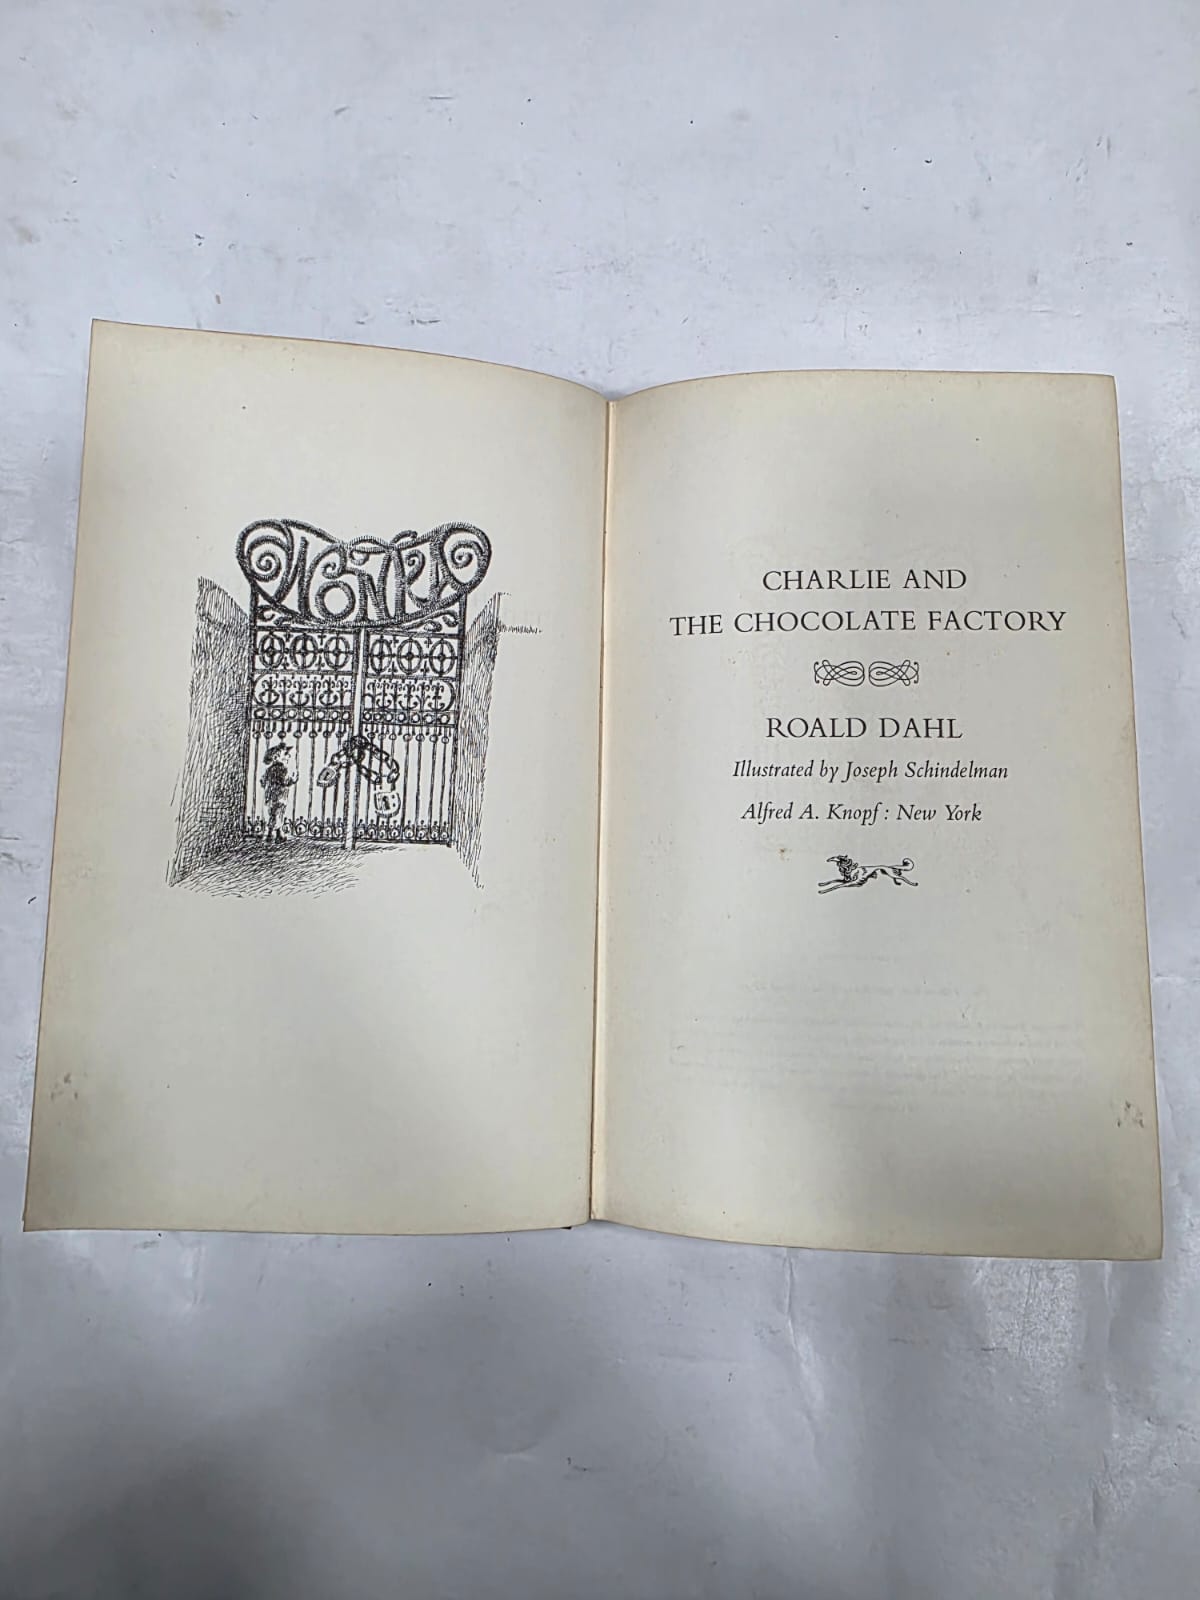 WONKA
CHARLIE AND
THE CHOCOLATE FACTORY
ROALD DAHL
Illustrated by Joseph Schindelman
Alfred A. Knopf : New York